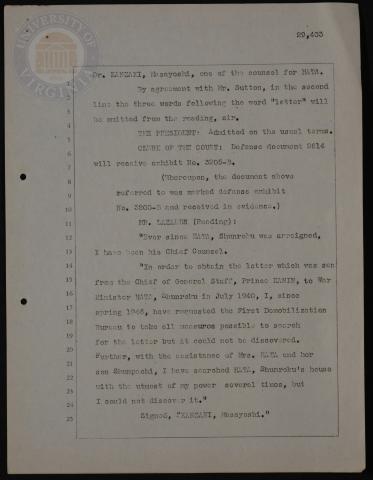 29,403
Dr. KANZAKI, Masayoshi, one of the counsel for HATA.
By agreement with Mr. Sutton, in the second
line the three words following the word "letter" will
be omitted from the reading, sir.
THE PRESIDENT: Admitted on the usual terms.
CLERK OF THE COURT: Defense document 2614
will receive exhibit No. 3205-B.
(Whereupon, the document above
referred to was marked defense exhibit
No. 3205-B and received in evidence.)
MR. LAZARUS (Reading):
"Ever since HATA, Shunroku was arraigned,
I have been his Chief Counsel.
"In order to obtain the letter which was sent
from the Chief of General Staff, Prince KANIN, to War
Minister HATA, Shunroku in July 1940, I, since
spring 1946, have requested the First Demobilization
Bureau to take all measures possible to search
for the letter but it could not be discovered.
Further, with the assistance of Mrs. HATA and her
son Shunpachi, I have searched HATA, Shunroku's house
with the utmost of my power several times, but
I could not discover it."
Signed, "KANZAKI, Masayoshi."